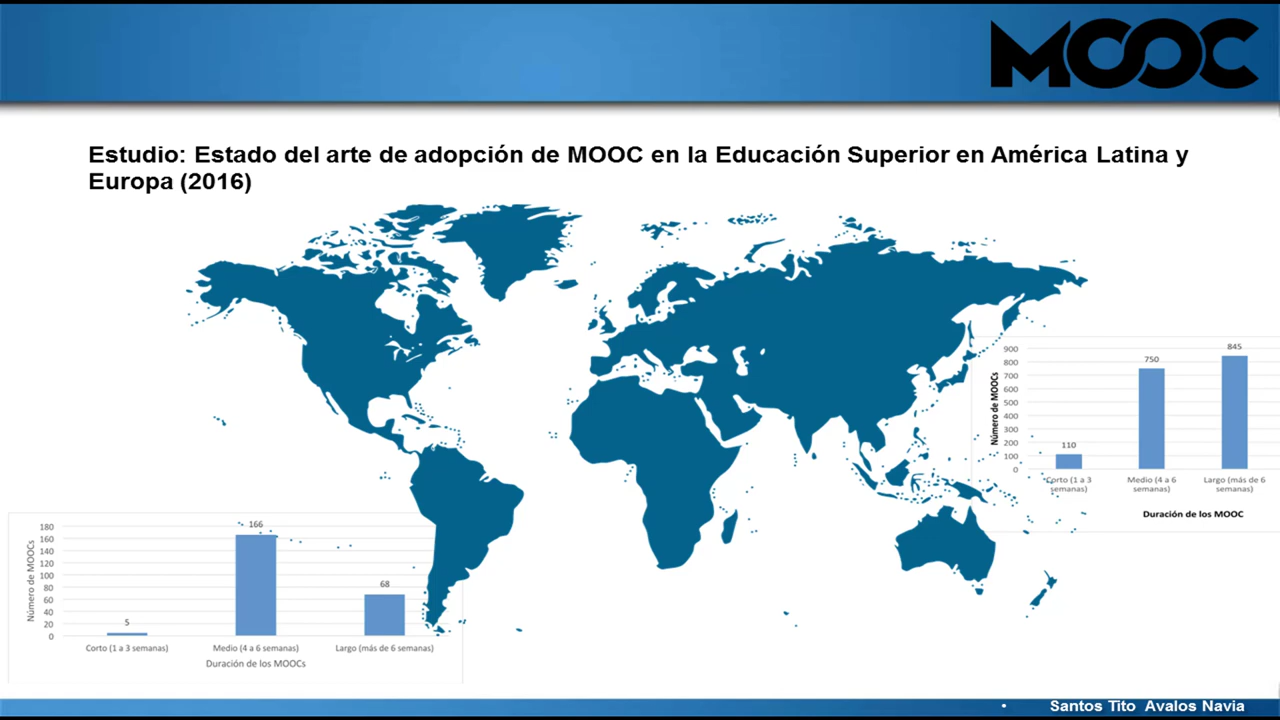 MOOC
Estudio: Estado del arte de adopción de MOOC en la Educación Superior en América Latina y
Europa (2016)
900
800
700
600
500
400
300
200
100
0
Número de MOOCs
110
750
845
Corto (1 a 3
semanas)
Medio (4 a 6
semanas)
Largo (más de 6
semanas)
Duración de los MOOC
180
160
140
120
100
80
60
40
20
0
Número de MOOCs
5
166
68
Corto (1 a 3 semanas)
Medio (4 a 6 semanas)
Largo (más de 6 semanas)
Duración de los MOOCs
• Santos Tito Avalos Navia